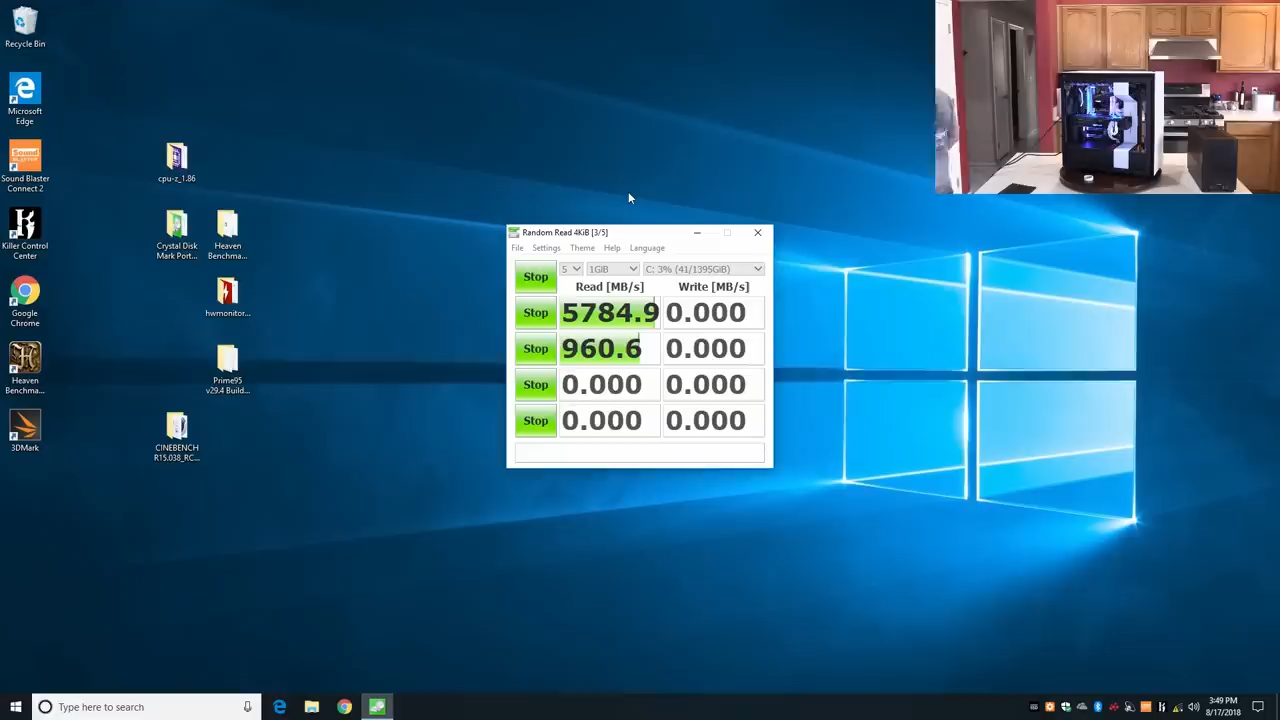 Recycle Bin
Microsoft
Edge
SOUND
BLASTER
Sound Blaster
Connect 2
Killer Control
Center
Google
Chrome
Heaven
Benchma...
3DMark
cpu-z_1.86
Crystal Disk
Mark Port...
Heaven
Benchma...
hwmonitor...
Prime95
v29.4 Build...
CINEBENCH
R15.038_RC...
Random Read 4KiB [3/5]
File Settings Theme Help Language
Stop 5 1GiB C: 3% (41/1395GiB)
Read [MB/s] Write [MB/s]
Stop 5784.9 0.000
Stop 960.6 0.000
Stop 0.000 0.000
Stop 0.000 0.000
Type here to search
3:49 PM
8/17/2018